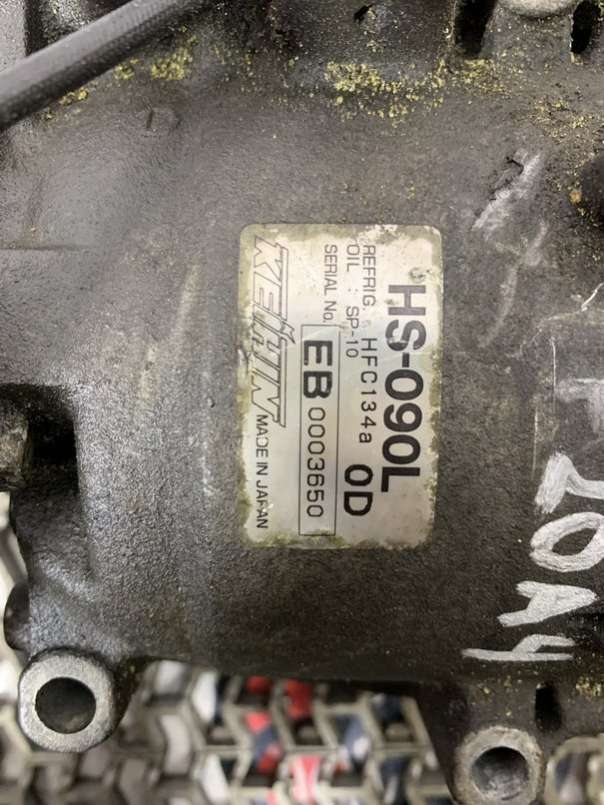 HS-090L 0D
REFRIG. HFC134a
OIL : SP-10
SERIAL No. EB 0003650
KEIHIN MADE IN JAPAN